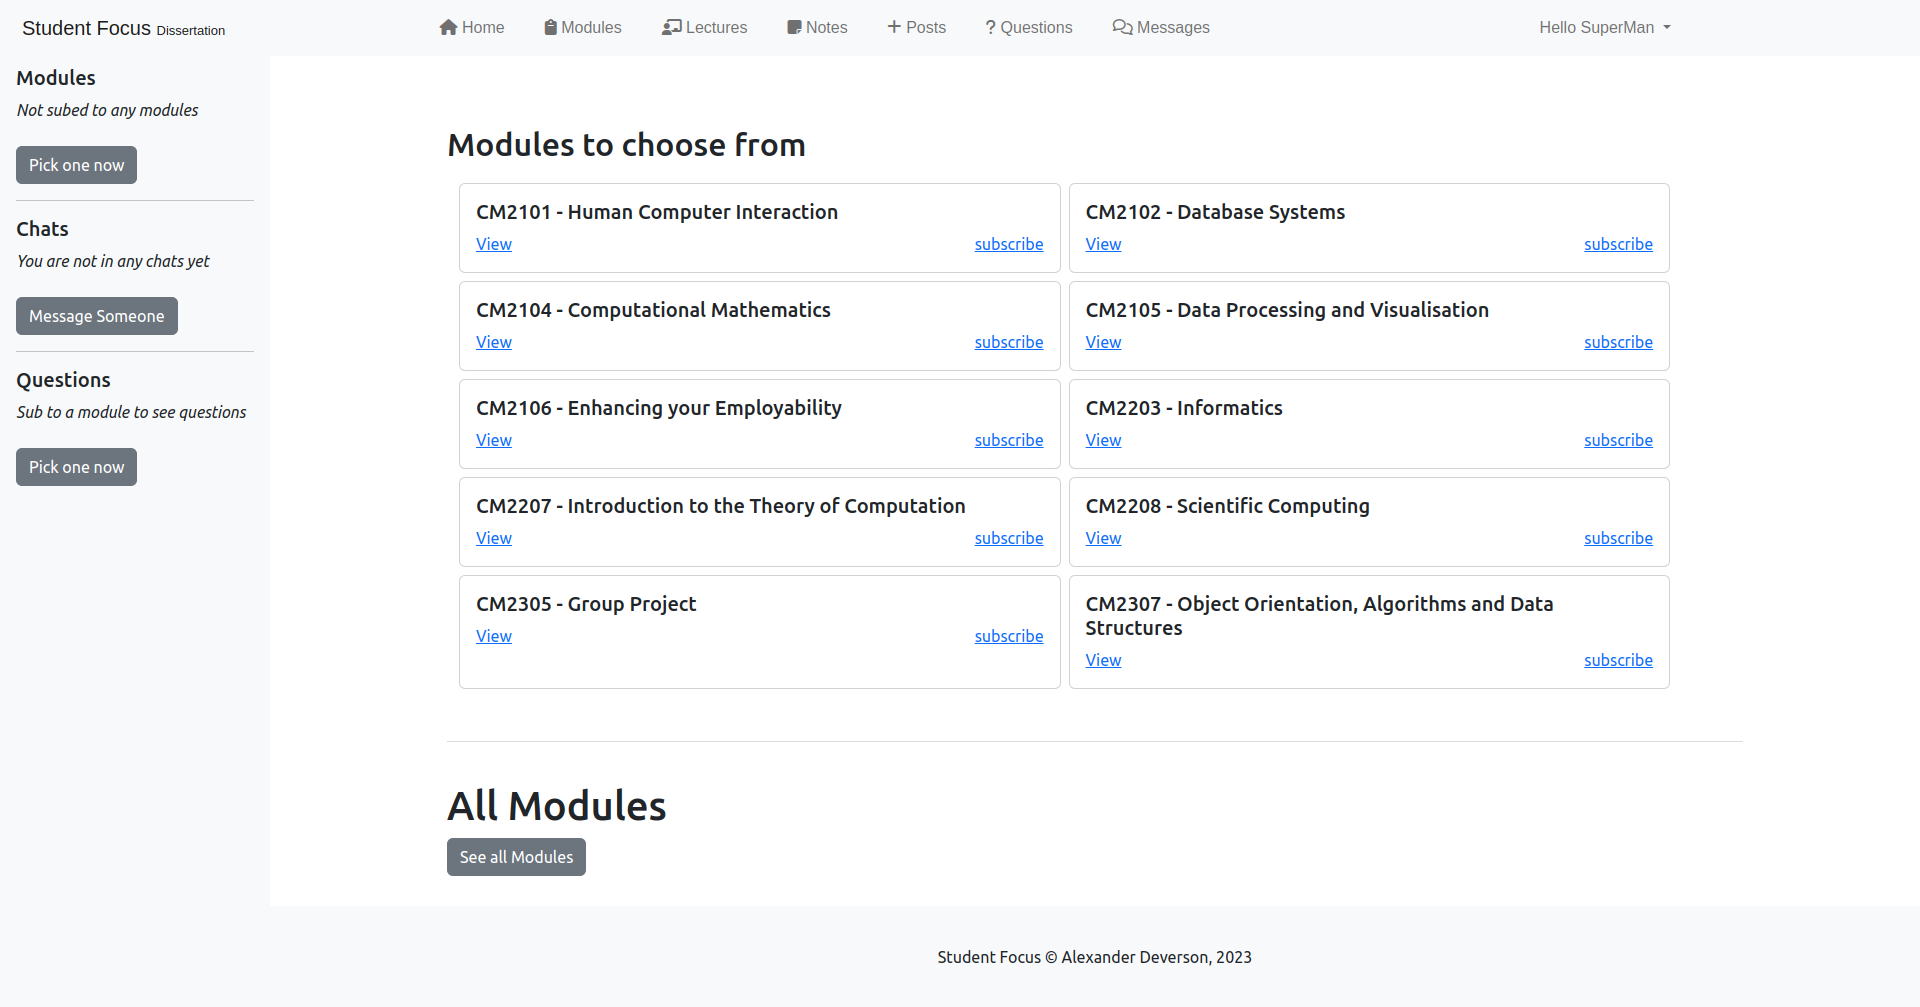 Student Focus Dissertation
Home Modules Lectures Notes Posts Questions Messages
Hello SuperMan
Modules
Not subed to any modules
Pick one now
Chats
You are not in any chats yet
Message Someone
Questions
Sub to a module to see questions
Pick one now
Modules to choose from
CM2101 - Human Computer Interaction
View subscribe
CM2102 - Database Systems
View subscribe
CM2104 - Computational Mathematics
View subscribe
CM2105 - Data Processing and Visualisation
View subscribe
CM2106 - Enhancing your Employability
View subscribe
CM2203 - Informatics
View subscribe
CM2207 - Introduction to the Theory of Computation
View subscribe
CM2208 - Scientific Computing
View subscribe
CM2305 - Group Project
View subscribe
CM2307 - Object Orientation, Algorithms and Data
Structures
View subscribe
All Modules
See all Modules
Student Focus © Alexander Deverson, 2023